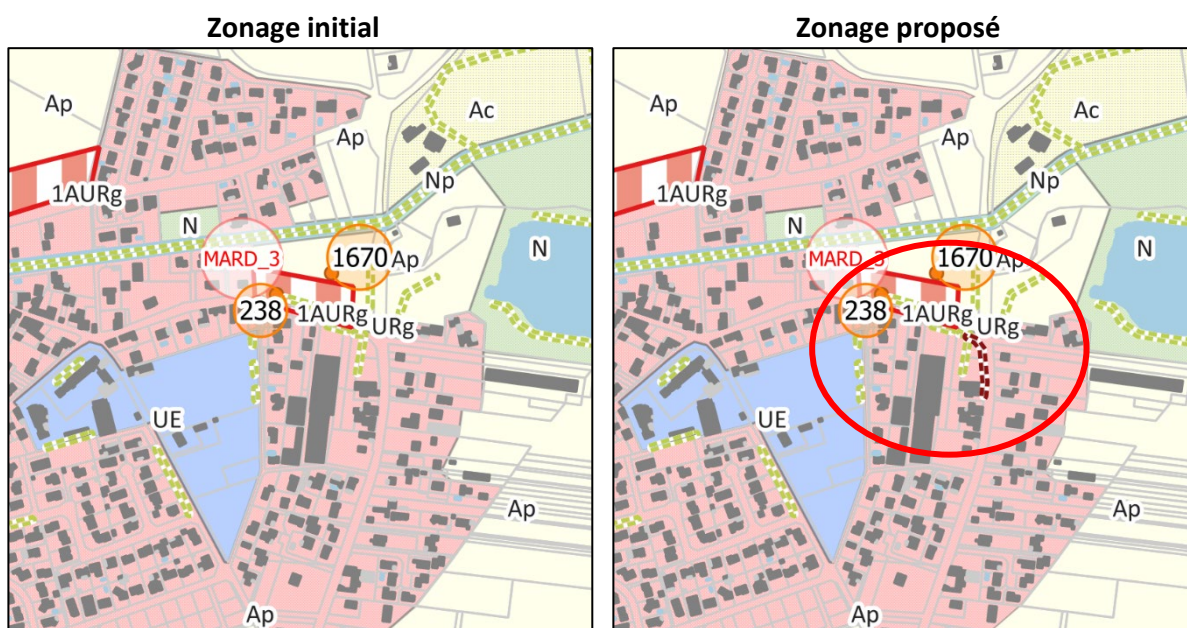 Zonage initial
Ap
Ac
Ap
Np
1AURg
N
N
MARD_3
1670
Ap
238
1AURg
URg
UE
Ap
Ap
Zonage proposé
Ap
Ac
Ap
Np
1AURg
N
N
MARD_3
1670
Ap
238
1AURg
URg
UE
Ap
Ap